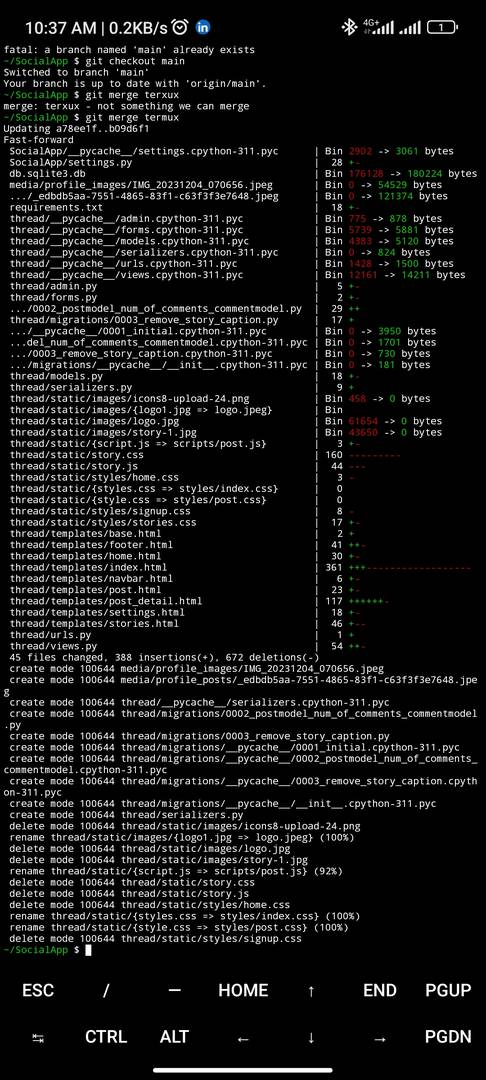 10:37 AM | 0.2KB/s
4G+
1
fatal: a branch named 'main' already exists
~/SocialApp $ git checkout main
Switched to branch 'main'
Your branch is up to date with 'origin/main'.
~/SocialApp $ git merge terxux
merge: terxux - not something we can merge
~/SocialApp $ git merge termux
Updating a78ee1f..b09d6f1
Fast-forward
SocialApp/__pycache__/settings.cpython-311.pyc | Bin 2902 -> 3061 bytes
SocialApp/settings.py | 28 +-
db.sqlite3.db | Bin 176128 -> 180224 bytes
media/profile_images/IMG_20231204_070656.jpeg | Bin 0 -> 54529 bytes
.../_edbdb5aa-7551-4865-83f1-c63f3f3e7648.jpeg | Bin 0 -> 121374 bytes
requirements.txt | 18 +-
thread/__pycache__/admin.cpython-311.pyc | Bin 775 -> 878 bytes
thread/__pycache__/forms.cpython-311.pyc | Bin 5739 -> 5881 bytes
thread/__pycache__/models.cpython-311.pyc | Bin 4383 -> 5120 bytes
thread/__pycache__/serializers.cpython-311.pyc | Bin 0 -> 824 bytes
thread/__pycache__/urls.cpython-311.pyc | Bin 1428 -> 1500 bytes
thread/__pycache__/views.cpython-311.pyc | Bin 12161 -> 14211 bytes
thread/admin.py | 5 +-
thread/forms.py | 2 +-
.../0002_postmodel_num_of_comments_commentmodel.py | 29 ++
thread/migrations/0003_remove_story_caption.py | 17 +
.../__pycache__/0001_initial.cpython-311.pyc | Bin 0 -> 3950 bytes
...del_num_of_comments_commentmodel.cpython-311.pyc | Bin 0 -> 1701 bytes
.../0003_remove_story_caption.cpython-311.pyc | Bin 0 -> 730 bytes
.../migrations/__pycache__/__init__.cpython-311.pyc | Bin 0 -> 181 bytes
thread/models.py | 18 +-
thread/serializers.py | 9 +
thread/static/images/icons8-upload-24.png | Bin 458 -> 0 bytes
thread/static/images/{logo1.jpg => logo.jpeg} | Bin
thread/static/images/logo.jpg | Bin 61654 -> 0 bytes
thread/static/images/story-1.jpg | Bin 43650 -> 0 bytes
thread/static/{script.js => scripts/post.js} | 3 +-
thread/static/story.css | 160 ---------
thread/static/story.js | 44 ---
thread/static/styles/home.css | 3 -
thread/static/{styles.css => styles/index.css} | 0
thread/static/{style.css => styles/post.css} | 0
thread/static/styles/signup.css | 8 -
thread/static/styles/stories.css | 17 +-
thread/templates/base.html | 2 +
thread/templates/footer.html | 41 ++-
thread/templates/home.html | 30 +-
thread/templates/index.html | 361 +++------------------
thread/templates/navbar.html | 6 +-
thread/templates/post.html | 23 +-
thread/templates/post_detail.html | 117 ++++++-
thread/templates/settings.html | 18 +-
thread/templates/stories.html | 46 +--
thread/urls.py | 1 +
thread/views.py | 54 ++-
45 files changed, 388 insertions(+), 672 deletions(-)
create mode 100644 media/profile_images/IMG_20231204_070656.jpeg
create mode 100644 media/profile_posts/_edbdb5aa-7551-4865-83f1-c63f3f3e7648.jpe
g
create mode 100644 thread/__pycache__/serializers.cpython-311.pyc
create mode 100644 thread/migrations/0002_postmodel_num_of_comments_commentmodel
.py
create mode 100644 thread/migrations/0003_remove_story_caption.py
create mode 100644 thread/migrations/__pycache__/0001_initial.cpython-311.pyc
create mode 100644 thread/migrations/__pycache__/0002_postmodel_num_of_comments_
commentmodel.cpython-311.pyc
create mode 100644 thread/migrations/__pycache__/0003_remove_story_caption.cpyth
on-311.pyc
create mode 100644 thread/migrations/__pycache__/__init__.cpython-311.pyc
create mode 100644 thread/serializers.py
delete mode 100644 thread/static/images/icons8-upload-24.png
rename thread/static/images/{logo1.jpg => logo.jpeg} (100%)
delete mode 100644 thread/static/images/logo.jpg
delete mode 100644 thread/static/images/story-1.jpg
rename thread/static/{script.js => scripts/post.js} (92%)
delete mode 100644 thread/static/story.css
delete mode 100644 thread/static/story.js
delete mode 100644 thread/static/styles/home.css
rename thread/static/{styles.css => styles/index.css} (100%)
rename thread/static/{style.css => styles/post.css} (100%)
delete mode 100644 thread/static/styles/signup.css
~/SocialApp $
ESC / — HOME ↑ END PGUP
↹ CTRL ALT ← ↓ → PGDN